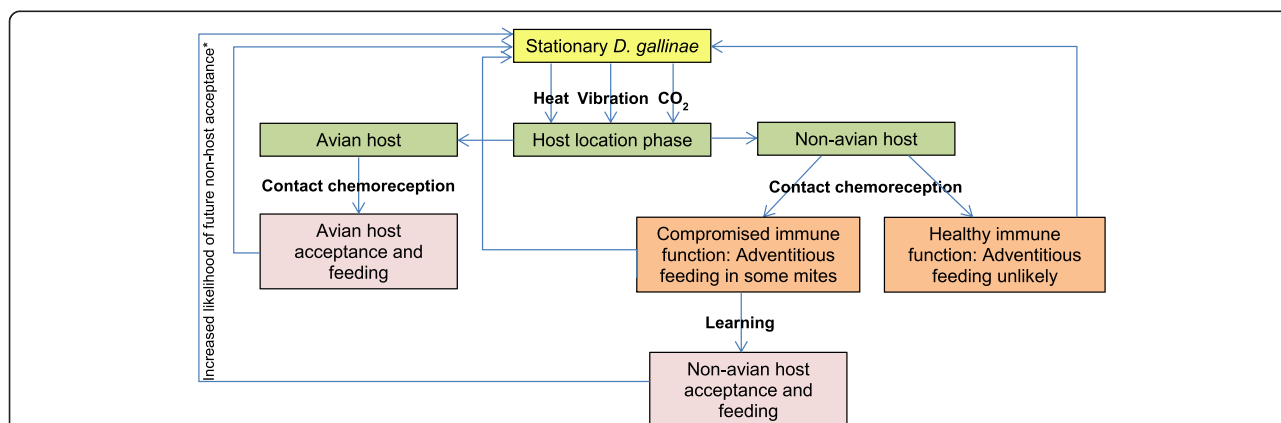 Stationary D. gallinae
Heat Vibration CO2
Avian host
Host location phase
Non-avian host
Contact chemoreception
Contact chemoreception
Avian host
acceptance and
feeding
Compromised immune
function: Adventitious
feeding in some mites
Healthy immune
function: Adventitious
feeding unlikely
Learning
Non-avian host
acceptance and
feeding
Increased likelihood of future non-host acceptance*